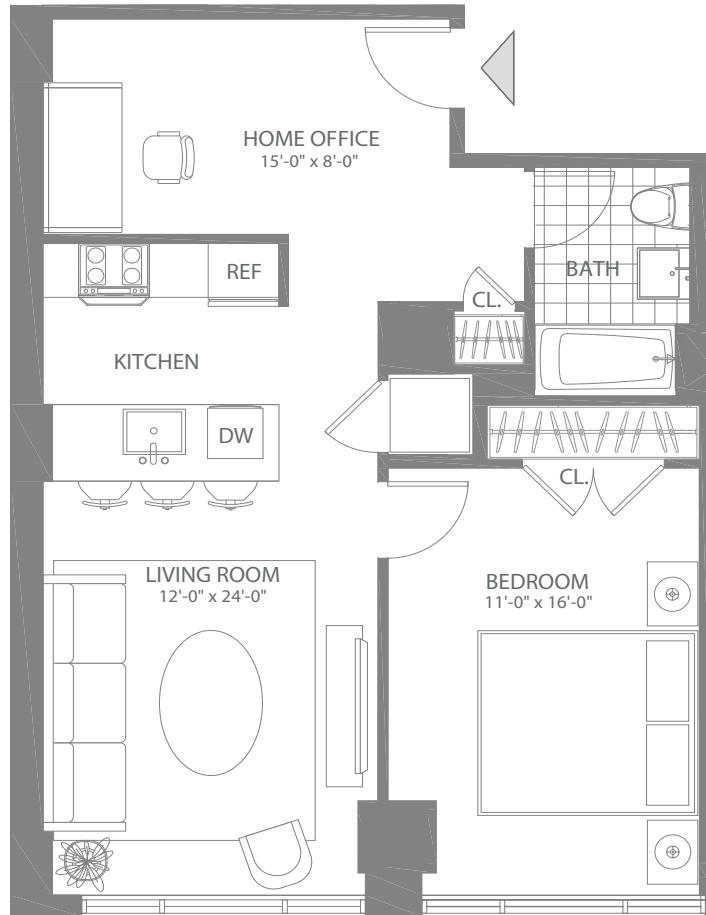 HOME OFFICE
15'-0" x 8'-0"
REF
BATH
CL.
KITCHEN
DW
CL.
LIVING ROOM
12'-0" x 24'-0"
BEDROOM
11'-0" x 16'-0"